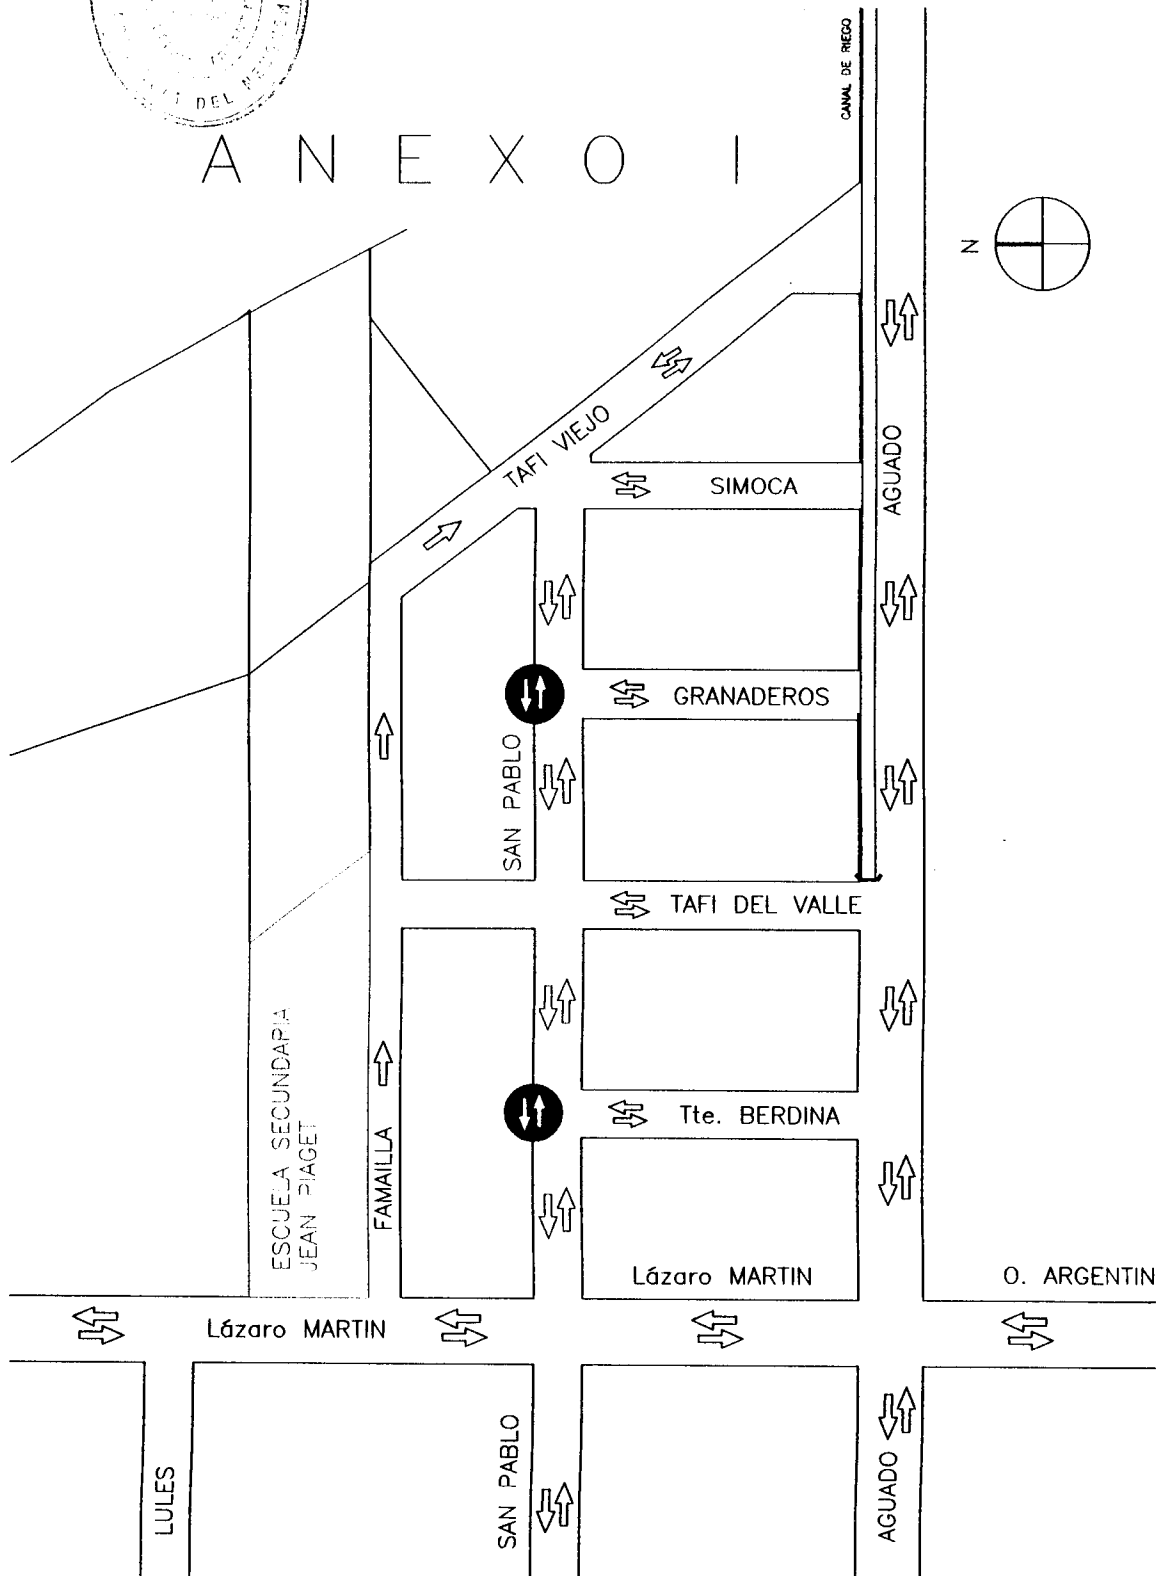 DEL
ANEXO I
CANAL DE RIEGO
N
TAFI VIEJO
SIMOCA
AGUADO
GRANADEROS
SAN PABLO
TAFI DEL VALLE
ESCUELA SECUNDARIA
JEAN PIAGET
FAMAILLA
Tte. BERDINA
Lázaro MARTIN
O. ARGENTIN
Lázaro MARTIN
LULES
SAN PABLO
AGUADO